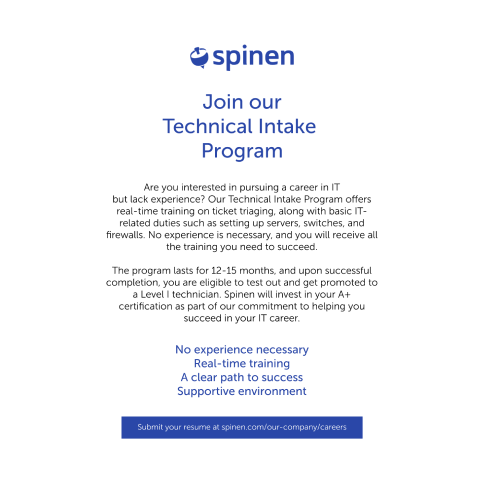 spinen
Join our
Technical Intake
Program
Are you interested in pursuing a career in IT
but lack experience? Our Technical Intake Program offers
real-time training on ticket triaging, along with basic IT-
related duties such as setting up servers, switches, and
firewalls. No experience is necessary, and you will receive all
the training you need to succeed.
The program lasts for 12-15 months, and upon successful
completion, you are eligible to test out and get promoted to
a Level I technician. Spinen will invest in your A+
certification as part of our commitment to helping you
succeed in your IT career.
No experience necessary
Real-time training
A clear path to success
Supportive environment
Submit your resume at spinen.com/our-company/careers